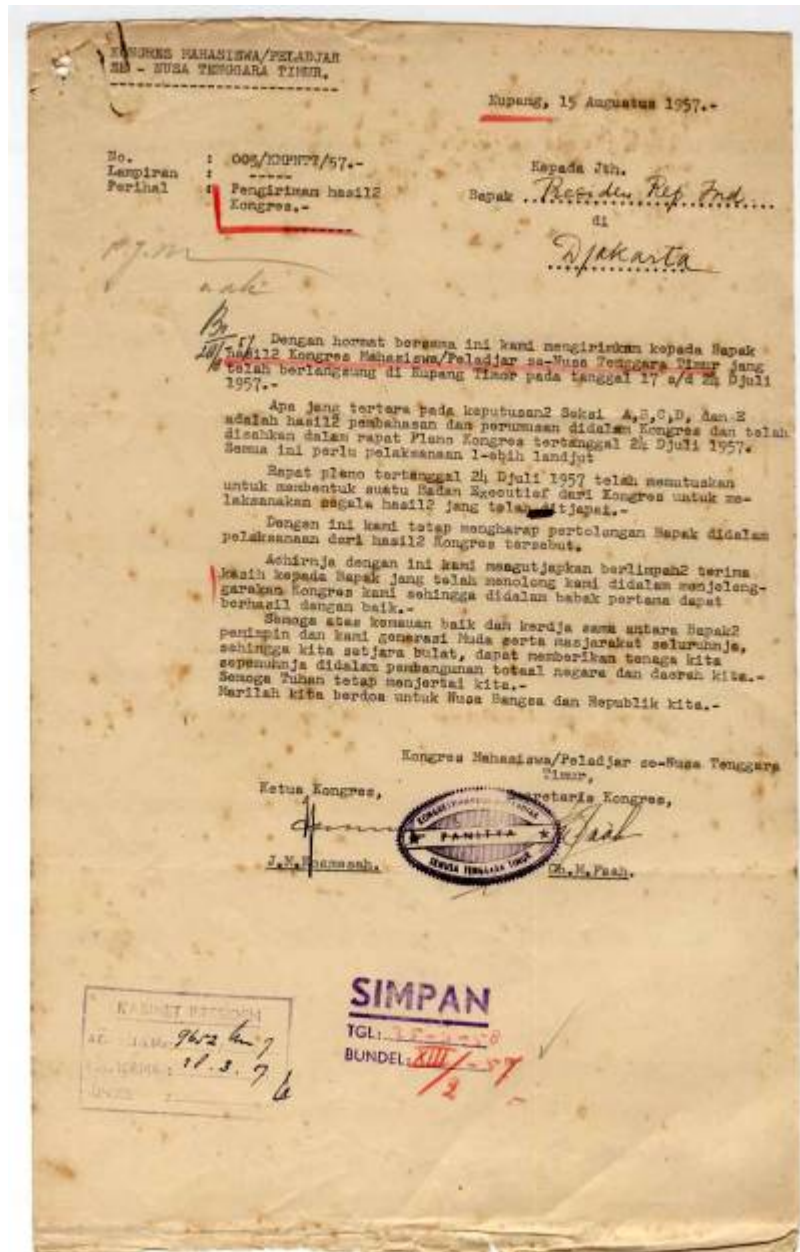 KONGRES MAHASISWA/PELADJAR
SE - NUSA TENGGARA TIMUR.
Kupang, 15 Augustus 1957.-
No. : 005/KMPNTT/57.-
Lampiran : -----
Perihal : Pengiriman hasil2
Kongres.-
Kepada Jth.
Bapak Presiden Rep. Ind
di
Djakarta
Dengan hormat bersama ini kami mengirimkan kepada Bapak
hasil2 Kongres Mahasiswa/Peladjar se-Nusa Tenggara Timur jang
telah berlangsung di Kupang Timor pada tanggal 17 s/d 24 Djuli
1957.-
Apa jang tertara pada keputusan2 Seksi A,B,C,D, dan E
adalah hasil2 pembahasan dan perumusan didalam Kongres dan telah
disahkan dalam rapat Pleno Kongres tertanggal 24 Djuli 1957.
Semua ini perlu pelaksanaan l-ebih landjut
Rapat pleno tertanggal 24 Djuli 1957 telah memutuskan
untuk membentuk suatu Badan Executief dari Kongres untuk me-
laksanakan segala hasil2 jang telah ditjapai.-
Dengan ini kami tetap mengharap pertolongan Bapak didalam
pelaksanaan dari hasil2 Kongres tersebut.
Achirnja dengan ini kami mengutjapkan berlimpah2 terima
kasih kepada Bapak jang telah menolong kami didalam menjeleng-
garakan Kongres kami sehingga didalam babak pertama dapat
berhasil dengan baik.-
Semoga atas kemauan baik dan kerdja sama antara Bapak2
pemimpin dan kami generasi Muda serta masjarakat seluruhnja,
sehingga kita setjara bulat, dapat memberikan tenaga kita
sepenuhnja didalam pembangunan totaal negara dan daerah kita.-
Semoga Tuhan tetap menjertai kita.-
Marilah kita berdoa untuk Nusa Bangsa dan Republik kita.-
Kongres Mahasiswa/Peladjar se-Nusa Tenggara
Timur,
Ketua Kongres,
Secretaris Kongres,
PANITYA
SENUSA TENGGARA TIMUR
Ch.M.Faah.
KABINET PRESIDEN
SIMPAN
TGL:
BUNDEL: XIII/2 - 57